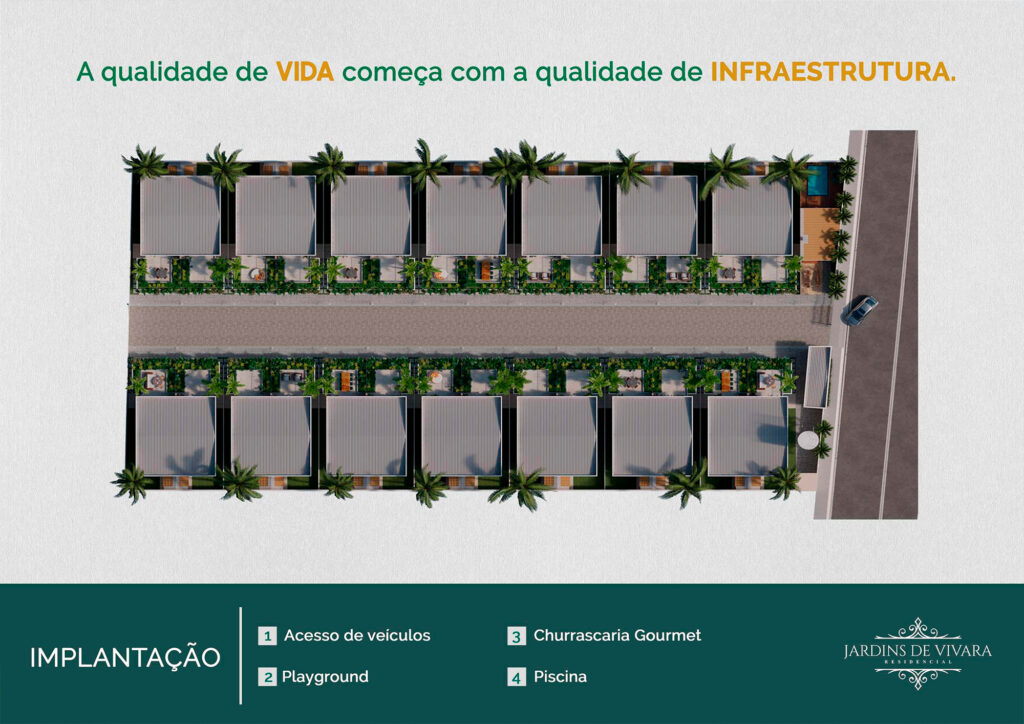 A qualidade de VIDA começa com a qualidade de INFRAESTRUTURA.
IMPLANTAÇÃO
1 Acesso de veículos
2 Playground
3 Churrascaria Gourmet
4 Piscina
JARDINS DE VIVARA
RESIDENCIAL